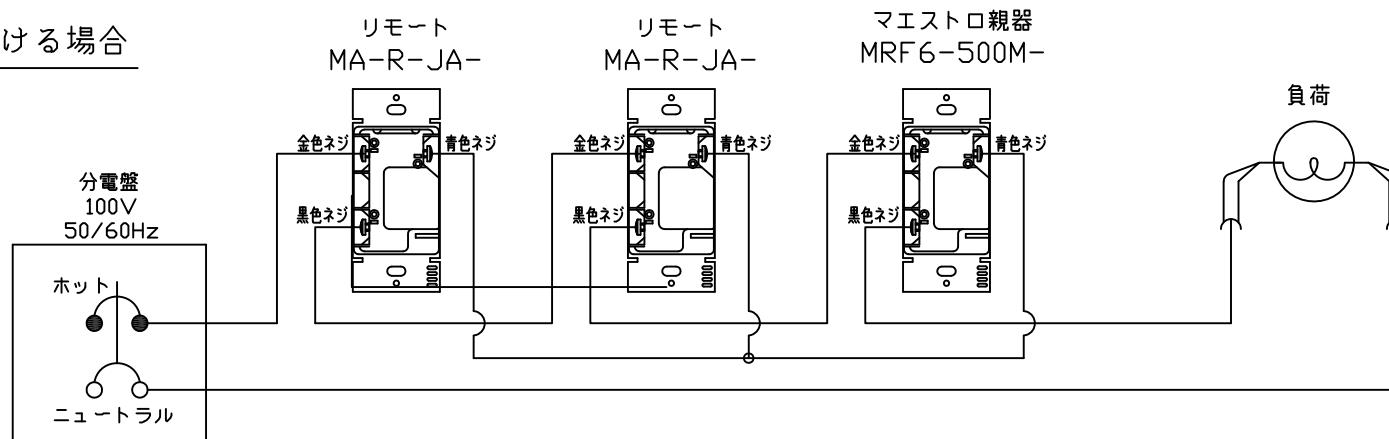 ける場合
リモート
MA-R-JA-
リモート
MA-R-JA-
マエストロ親器
MRF6-500M-
負荷
金色ネジ
青色ネジ
金色ネジ
青色ネジ
金色ネジ
青色ネジ
分電盤
100V
50/60Hz
黒色ネジ
黒色ネジ
黒色ネジ
ホット
ニュートラル